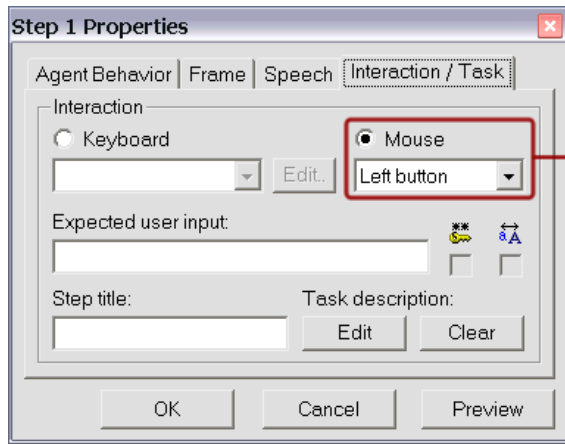 Step 1 Properties
Agent Behavior Frame Speech Interaction / Task
Interaction
Keyboard Mouse
Edit.. Left button
Expected user input:
** aA
Step title: Task description:
Edit Clear
OK Cancel Preview